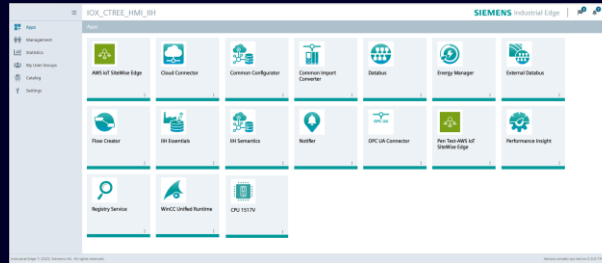 IOX_CTREE_HMI_IIH
SIEMENS Industrial Edge
Apps
Management
Statistics
My User Groups
Catalog
Settings
Apps
AWS IoT SiteWise Edge
Cloud Connector
Common Configurator
Common Import Converter
Databus
Energy Manager
External Databus
Flow Creator
IIH Essentials
IIH Semantics
Notifier
OPC UA
OPC UA Connector
Pen Test-AWS IoT SiteWise Edge
Performance Insight
Registry Service
WinCC Unified Runtime
CPU 1517V